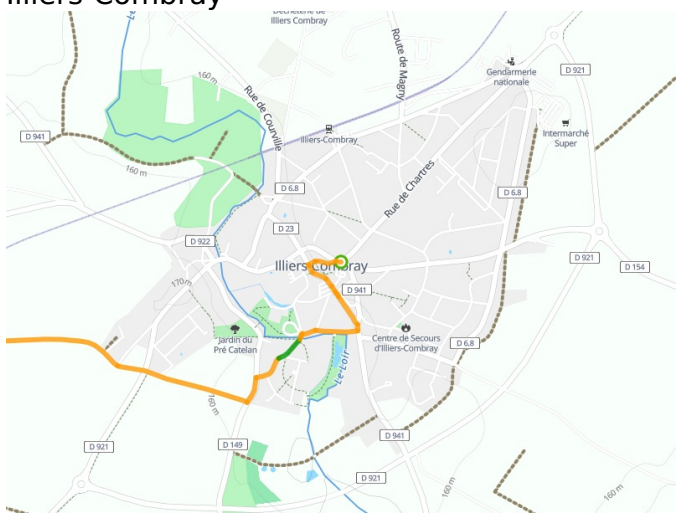 Illiers-Combray
Déchèterie de
Illiers Combray
160 m
Rue de Courville
Route de Magny
Gendarmerie
nationale
D 921
D 941
160 m
Illiers-Combray
Intermarché
Super
Rue de Chartres
D 6.8
D 6.8
D 23
D 922
Illiers-Combray
D 921
D 154
170 m
D 941
Jardin du
Pré Catelan
Centre de Secours
d'Illiers-Combray
D 6.8
Le Loir
160 m
D 921
D 149
D 941
D 921
160 m
160 m